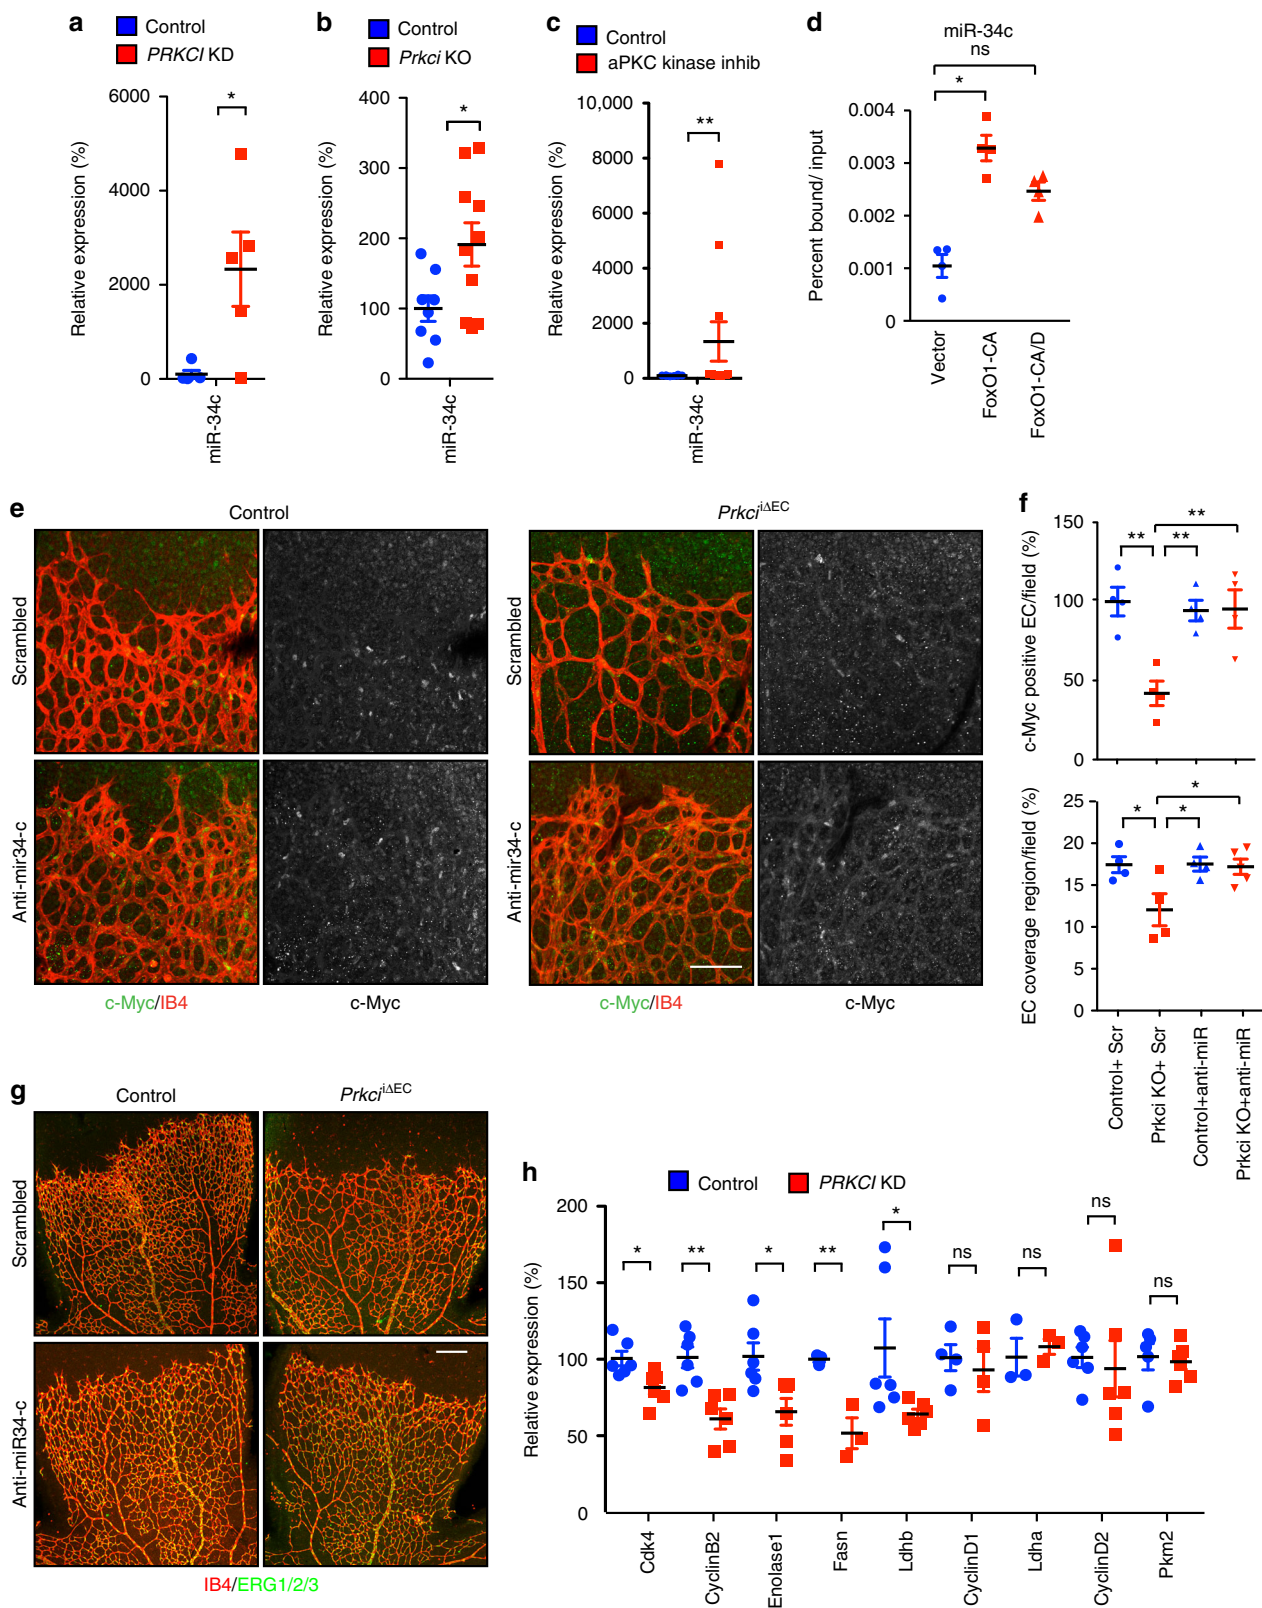 a
Control
PRKCI KD
Relative expression (%)
6000
4000
2000
0
*
miR-34c
b
Control
Prkci KO
Relative expression (%)
400
300
200
100
0
*
miR-34c
c
Control
aPKC kinase inhib
Relative expression (%)
10,000
8000
6000
4000
2000
0
**
miR-34c
d
miR-34c
ns
*
Percent bound/ input
0.004
0.003
0.002
0.001
0
Vector
FoxO1-CA
FoxO1-CA/D
e
Control
PrkciiΔEC
Scrambled
Scrambled
Anti-mir34-c
Anti-mir34-c
c-Myc/IB4
c-Myc
c-Myc/IB4
c-Myc
f
c-Myc positive EC/field (%)
150
100
50
0
**
**
**
EC coverage region/field (%)
25
20
15
10
5
0
*
*
*
Control+ Scr
Prkci KO+ Scr
Control+anti-miR
Prkci KO+anti-miR
g
Control
PrkciiΔEC
Scrambled
Anti-miR34-c
IB4/ERG1/2/3
h
Control
PRKCI KD
Relative expression (%)
200
150
100
50
0
*
**
*
**
*
ns
ns
ns
ns
Cdk4
CyclinB2
Enolase1
Fasn
Ldhb
CyclinD1
Ldha
CyclinD2
Pkm2